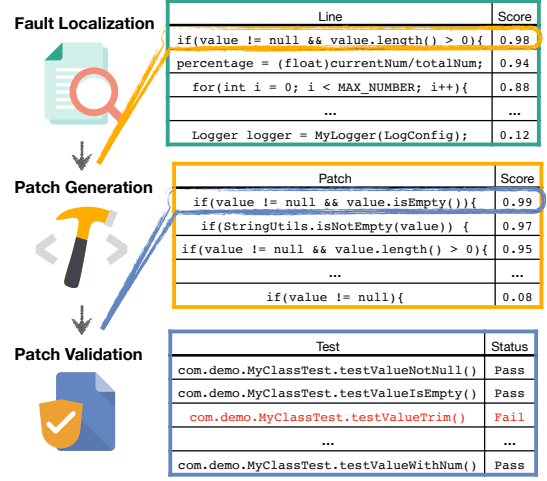 Fault Localization
Line Score
if(value != null && value.length() > 0){ 0.98
percentage = (float)currentNum/totalNum; 0.94
for(int i = 0; i < MAX_NUMBER; i++){ 0.88
... ...
Logger logger = MyLogger(LogConfig); 0.12
Patch Generation
Patch Score
if(value != null && value.isEmpty()){ 0.99
if(StringUtils.isNotEmpty(value)) { 0.97
if(value != null && value.length() > 0){ 0.95
... ...
if(value != null){ 0.08
Patch Validation
Test Status
com.demo.MyClassTest.testValueNotNull() Pass
com.demo.MyClassTest.testValueIsEmpty() Pass
com.demo.MyClassTest.testValueTrim() Fail
... ...
com.demo.MyClassTest.testValueWithNum() Pass